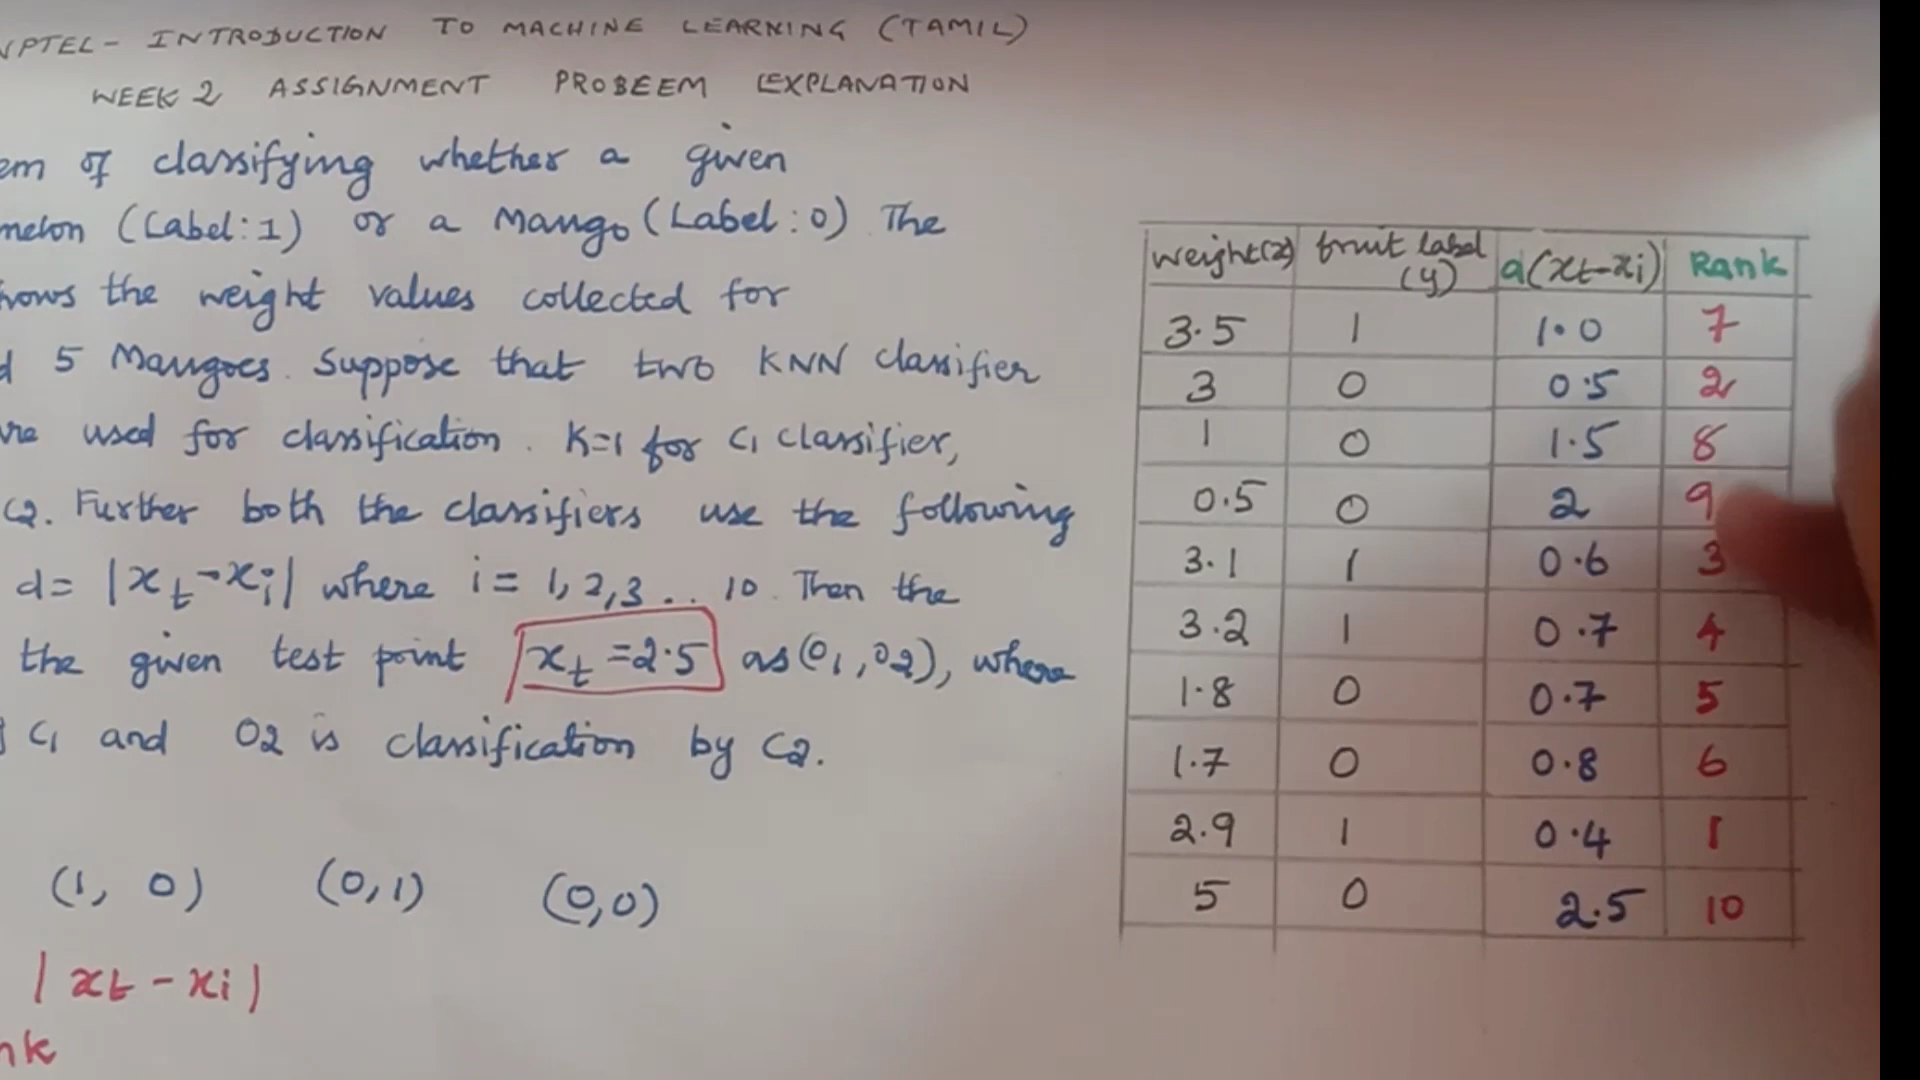 NPTEL - INTRODUCTION TO MACHINE LEARNING (TAMIL)
WEEK 2 ASSIGNMENT PROBEEM EXPLANATION
em of classifying whether a given
melon (Label:1) or a Mango (Label:0) The
hows the weight values collected for
d 5 Mangoes. Suppose that two KNN classifier
are used for classification. K=1 for C1 classifier,
C2. Further both the classifiers use the following
d= |xt-xi| where i= 1,2,3... 10. Then the
the given test point xt=2.5 as (O1,O2), where
C1 and O2 is classification by C2.
(1, 0) (0,1) (0,0)
|xt-xi|
nk
weight(x) fruit label (y) d(xt-xi) Rank
3.5 1 1.0 7
3 0 0.5 2
1 0 1.5 8
0.5 0 2 9
3.1 1 0.6 3
3.2 1 0.7 4
1.8 0 0.7 5
1.7 0 0.8 6
2.9 1 0.4 1
5 0 2.5 10